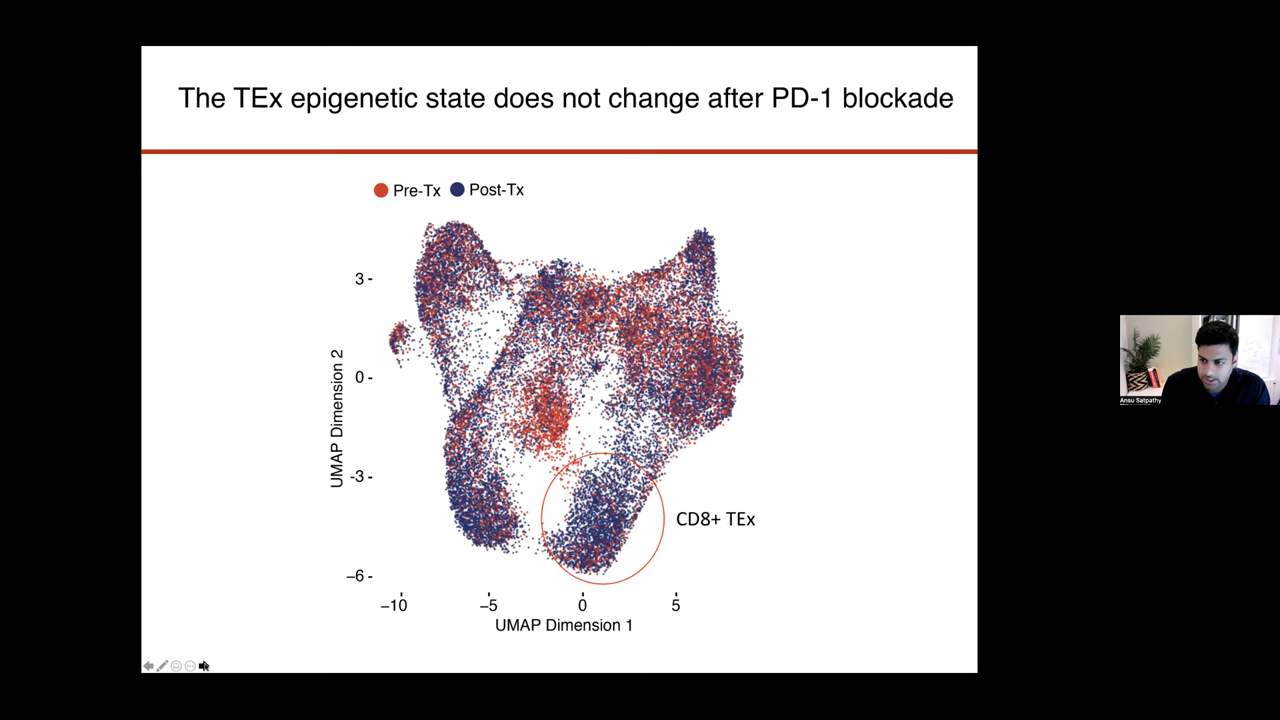 The TEx epigenetic state does not change after PD-1 blockade
Pre-Tx Post-Tx
3
0
-3
−6
UMAP Dimension 2
CD8+ TEx
−10 −5 0 5
UMAP Dimension 1
Ansu Satpathy